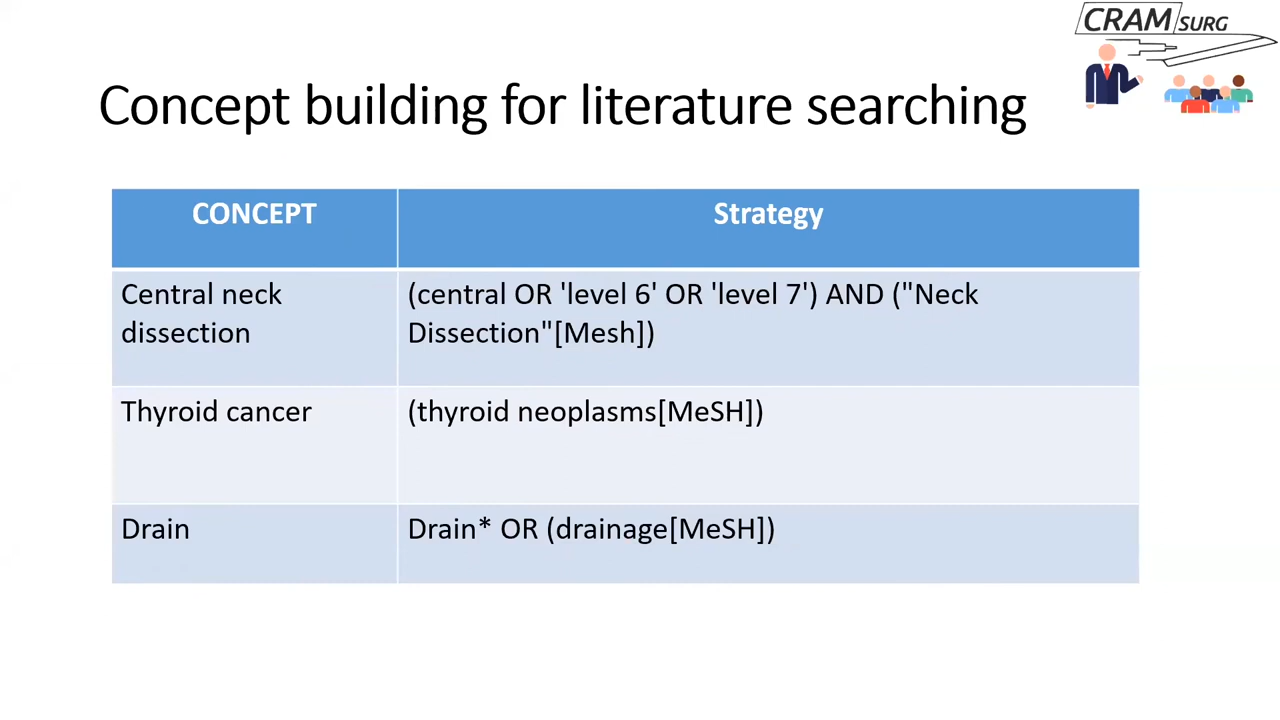 CRAM SURG
Concept building for literature searching
CONCEPT
Strategy
Central neck
dissection
(central OR 'level 6' OR 'level 7') AND ("Neck
Dissection"[Mesh])
Thyroid cancer
(thyroid neoplasms[MeSH])
Drain
Drain* OR (drainage[MeSH])